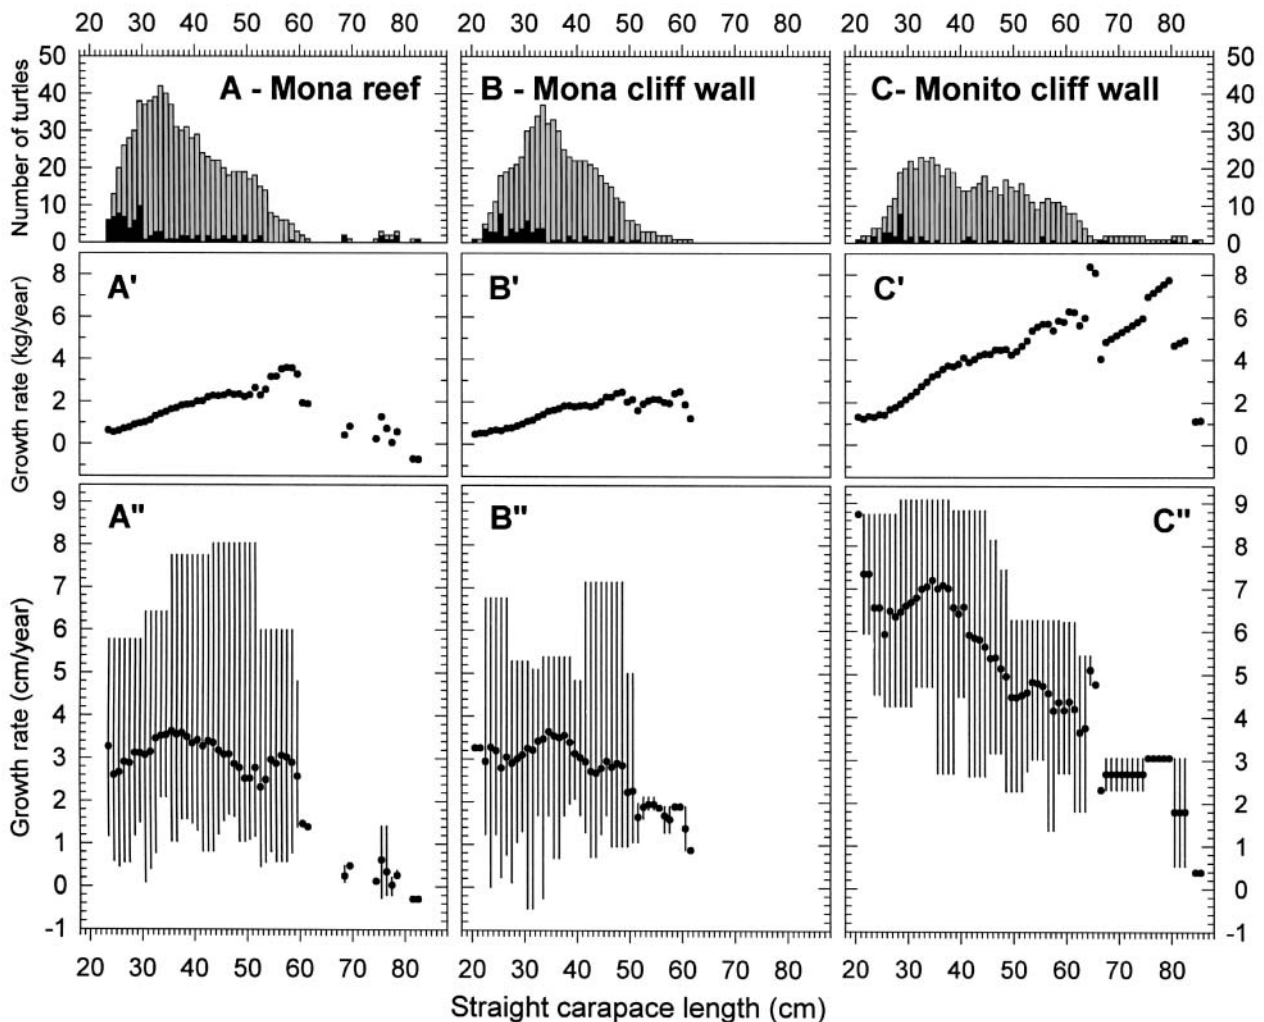 20 30 40 50 60 70 80 20 30 40 50 60 70 80 20 30 40 50 60 70 80
Number of turtles
50 40 30 20 10 0
A - Mona reef
B - Mona cliff wall
C- Monito cliff wall
50 40 30 20 10 0
Growth rate (kg/year)
8 6 4 2 0
A'
B'
C'
8 6 4 2 0
Growth rate (cm/year)
9 8 7 6 5 4 3 2 1 0 -1
A"
B"
C"
9 8 7 6 5 4 3 2 1 0 -1
20 30 40 50 60 70 80 20 30 40 50 60 70 80 20 30 40 50 60 70 80
Straight carapace length (cm)